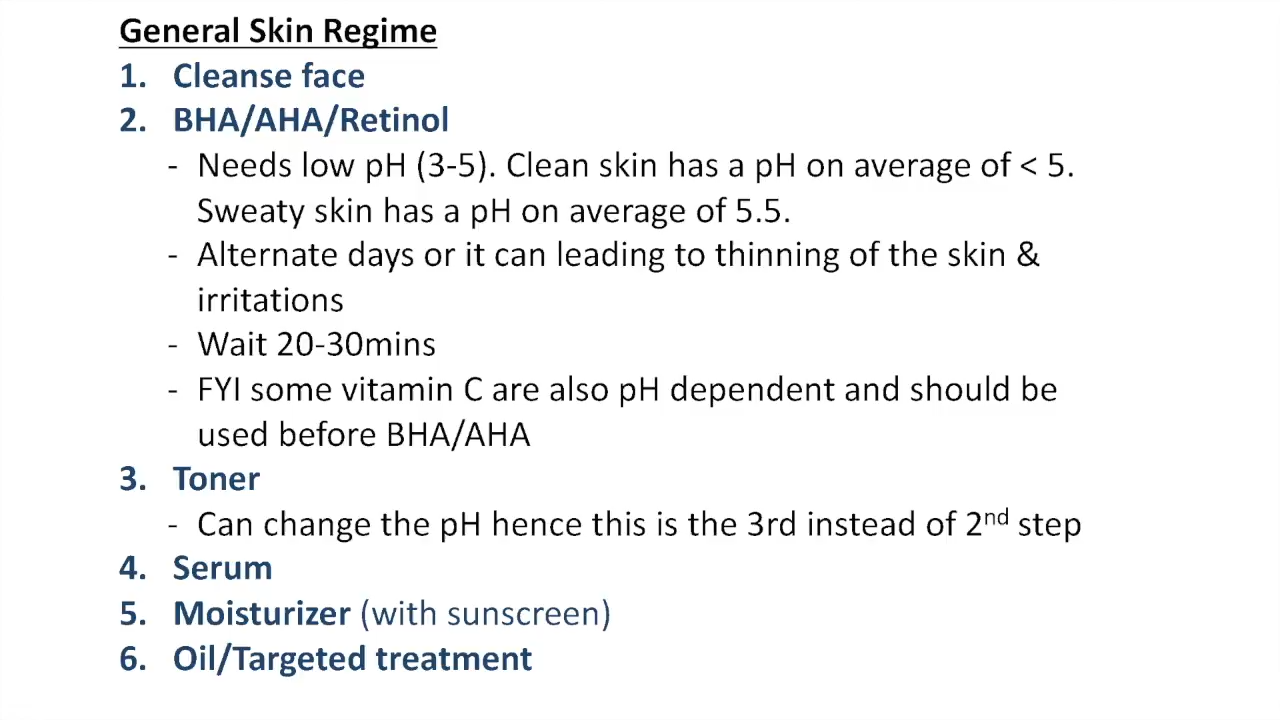 General Skin Regime
1. Cleanse face
2. BHA/AHA/Retinol
- Needs low pH (3-5). Clean skin has a pH on average of < 5.
Sweaty skin has a pH on average of 5.5.
- Alternate days or it can leading to thinning of the skin &
irritations
- Wait 20-30mins
- FYI some vitamin C are also pH dependent and should be
used before BHA/AHA
3. Toner
- Can change the pH hence this is the 3rd instead of 2nd step
4. Serum
5. Moisturizer (with sunscreen)
6. Oil/Targeted treatment